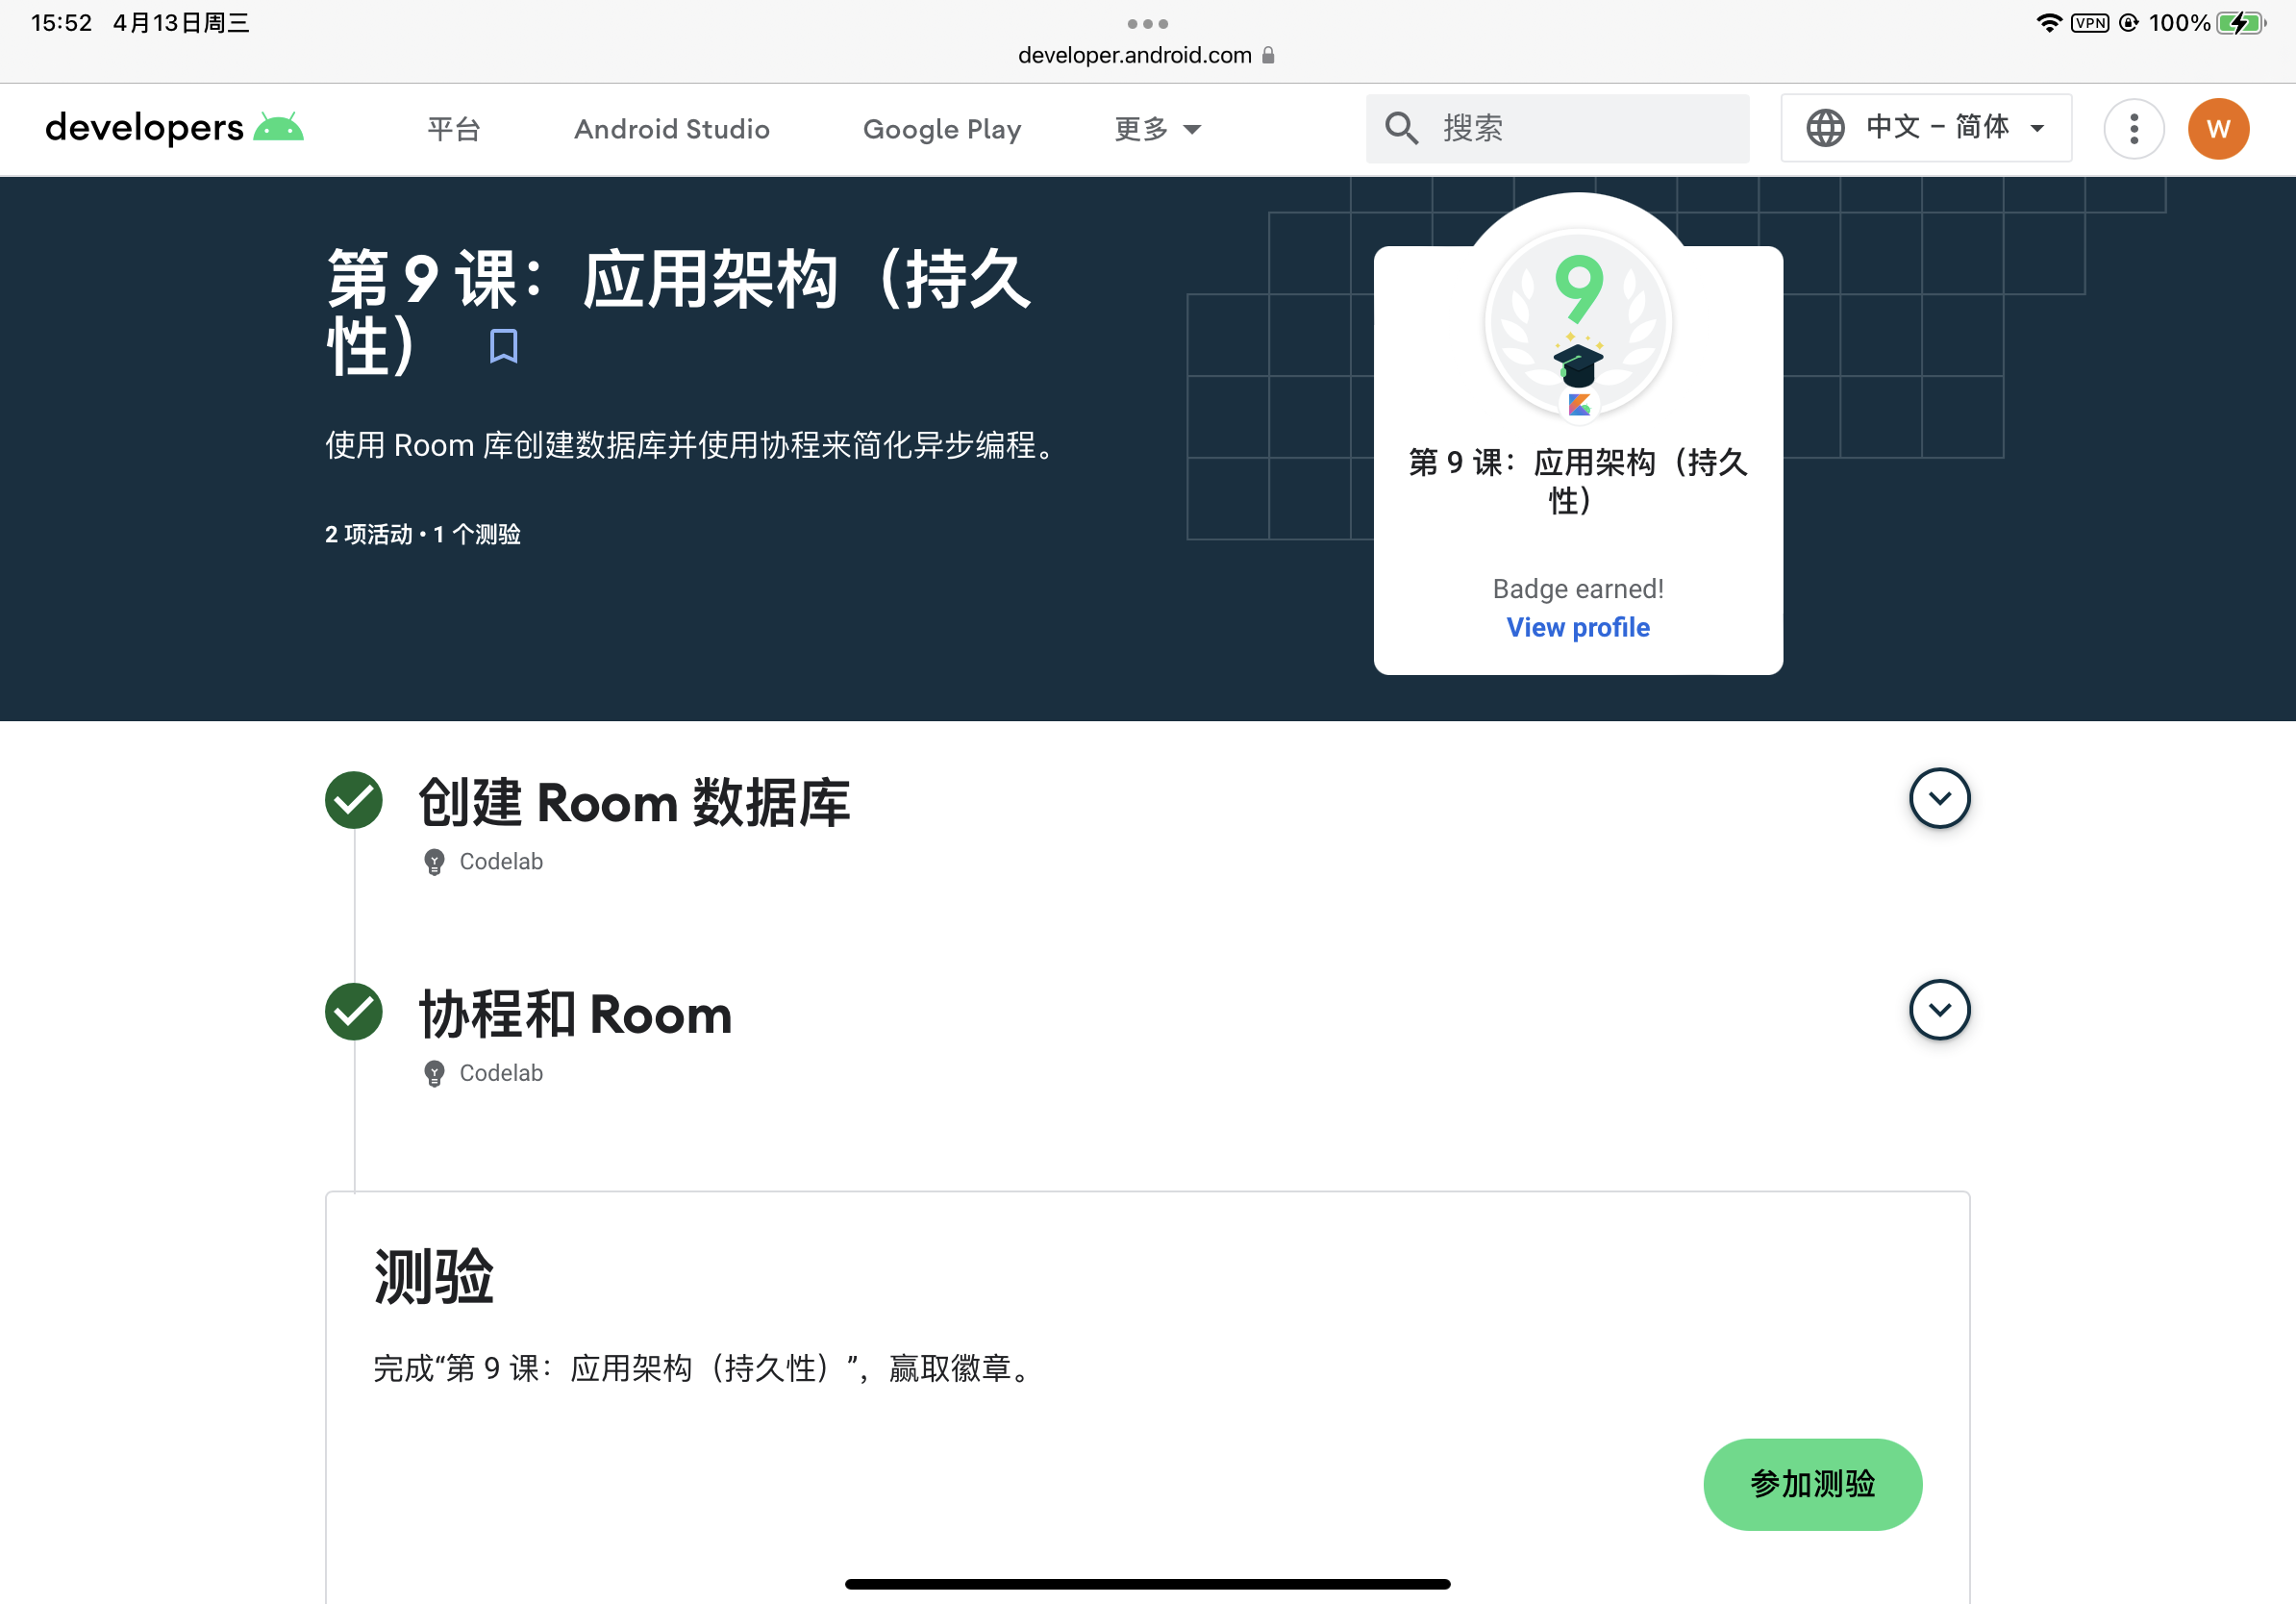 15:52 4月13日周三
developer.android.com
VPN 100%
developers 平台 Android Studio Google Play 更多 搜索 中文 – 简体 W
第 9 课：应用架构（持久
性）
使用 Room 库创建数据库并使用协程来简化异步编程。
2 项活动 • 1 个测验
9
第 9 课：应用架构（持久
性）
Badge earned!
View profile
创建 Room 数据库
Codelab
协程和 Room
Codelab
测验
完成“第 9 课：应用架构（持久性）”，赢取徽章。
参加测验